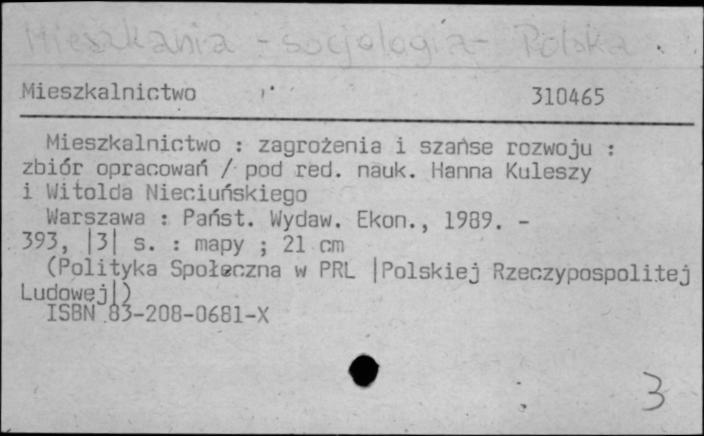 Mieszkania - socjologia - Polska
Mieszkalnictwo 310465
Mieszkalnictwo : zagrożenia i szanse rozwoju :
zbiór opracowań / pod red. nauk. Hanna Kuleszy
i Witolda Nieciuńskiego
Warszawa : Państ. Wydaw. Ekon., 1989. -
393, |3| s. : mapy ; 21 cm
(Polityka Społeczna w PRL |Polskiej Rzeczypospolitej
Ludowej|)
ISBN 83-208-0681-X
3